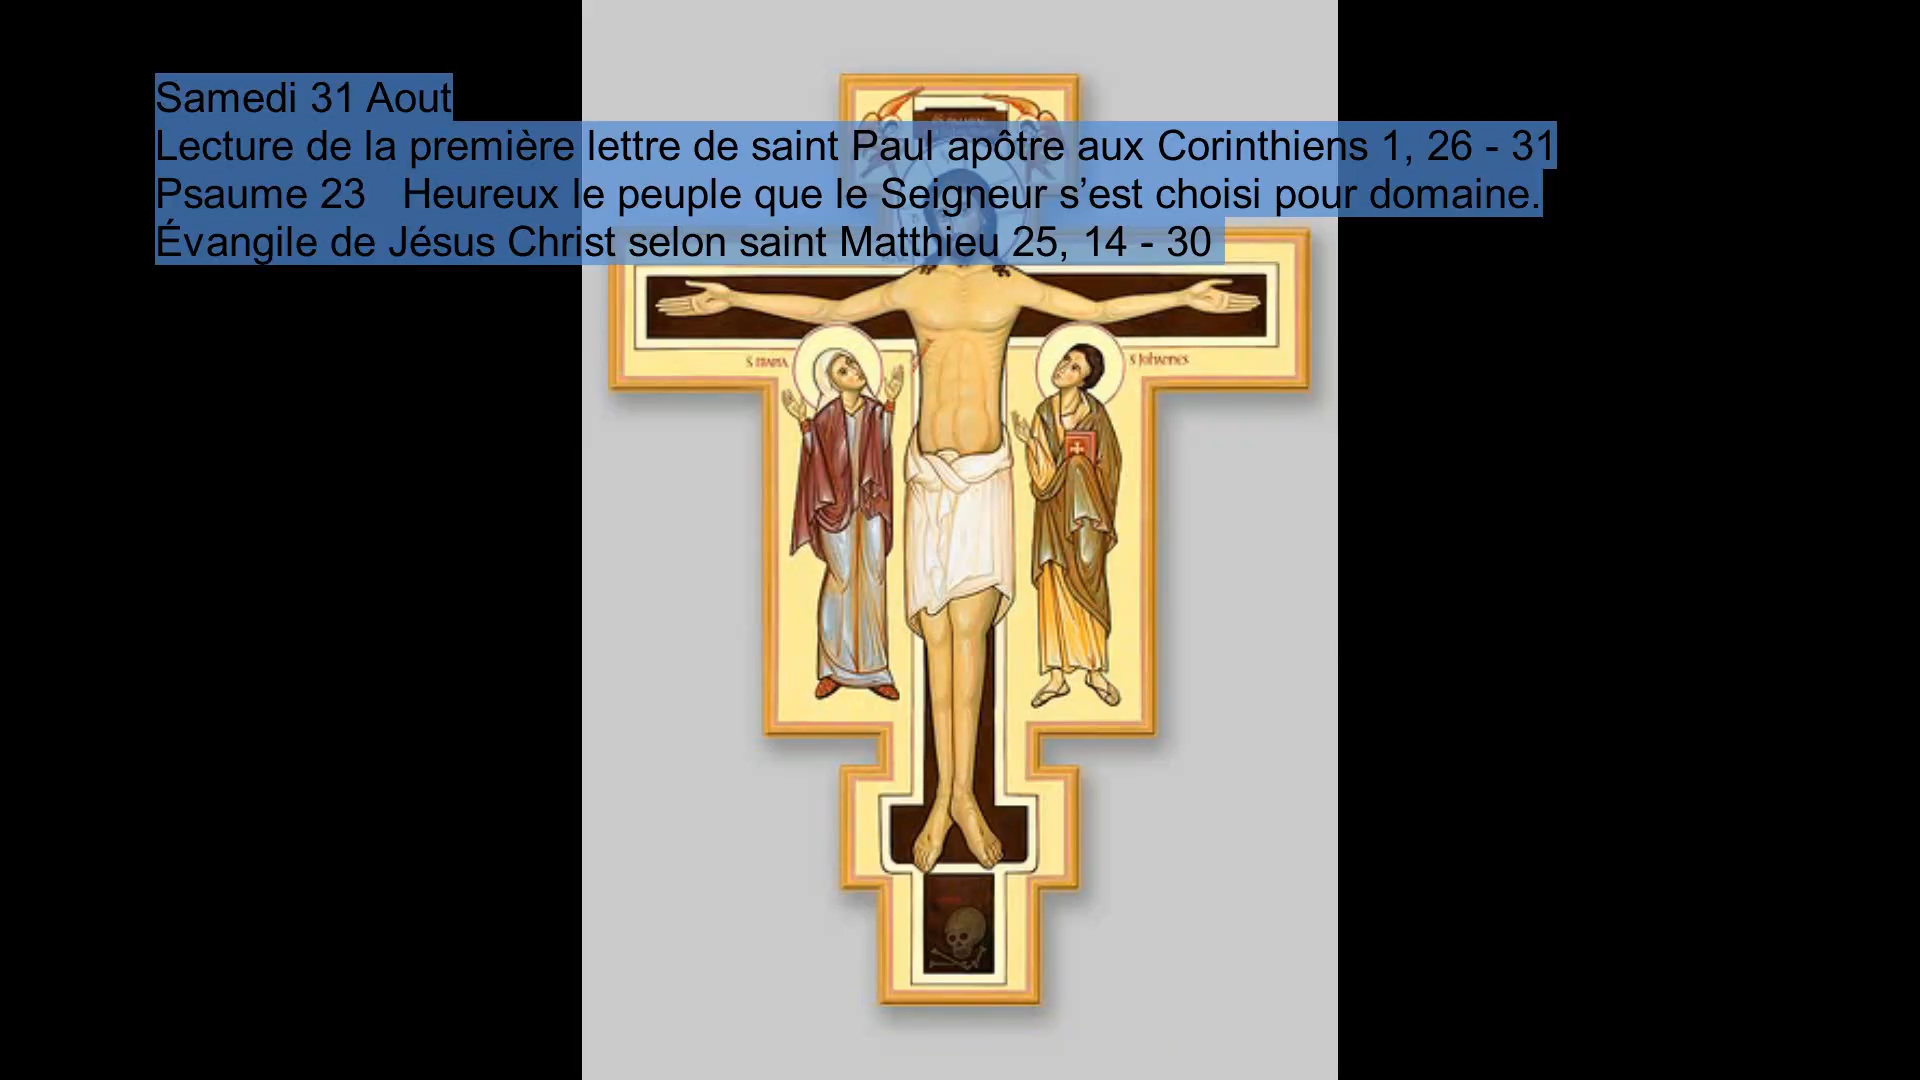 Samedi 31 Aout
Lecture de la première lettre de saint Paul apôtre aux Corinthiens 1, 26 - 31
Psaume 23   Heureux le peuple que le Seigneur s’est choisi pour domaine.
Évangile de Jésus Christ selon saint Matthieu 25, 14 - 30
S MARIA
S JOHANNES